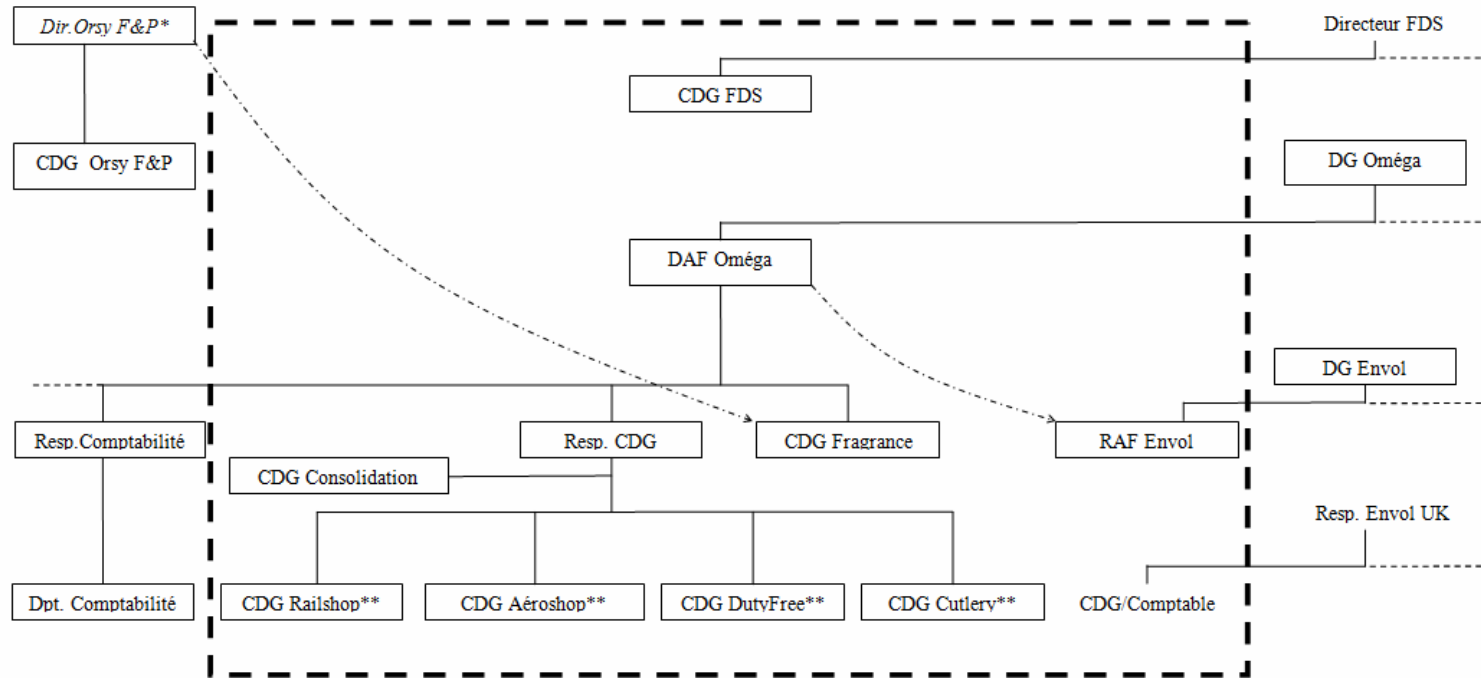 Dir.Orsy F&P*
Directeur FDS
CDG FDS
CDG Orsy F&P
DG Oméga
DAF Oméga
DG Envol
Resp.Comptabilité
Resp. CDG
CDG Fragrance
RAF Envol
CDG Consolidation
Resp. Envol UK
Dpt. Comptabilité
CDG Railshop**
CDG Aéroshop**
CDG DutyFree**
CDG Cutlery**
CDG/Comptable